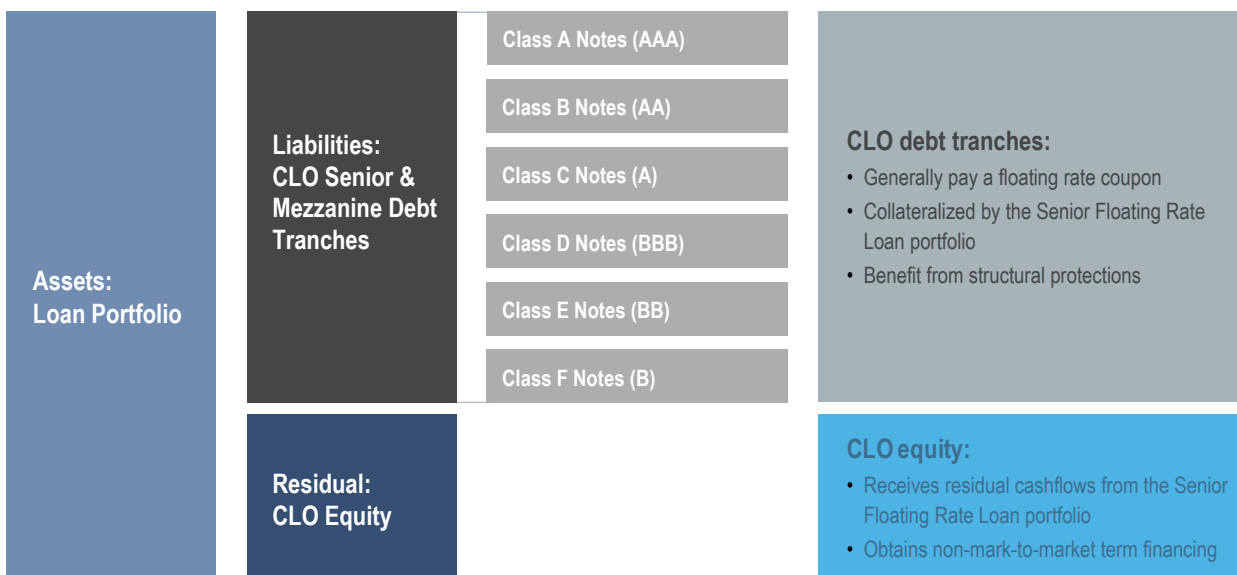 Assets:
Loan Portfolio
Liabilities:
CLO Senior &
Mezzanine Debt
Tranches
Class A Notes (AAA)
Class B Notes (AA)
Class C Notes (A)
Class D Notes (BBB)
Class E Notes (BB)
Class F Notes (B)
CLO debt tranches:
• Generally pay a floating rate coupon
• Collateralized by the Senior Floating Rate
Loan portfolio
• Benefit from structural protections
Residual:
CLO Equity
CLO equity:
• Receives residual cashflows from the Senior
Floating Rate Loan portfolio
• Obtains non-mark-to-market term financing